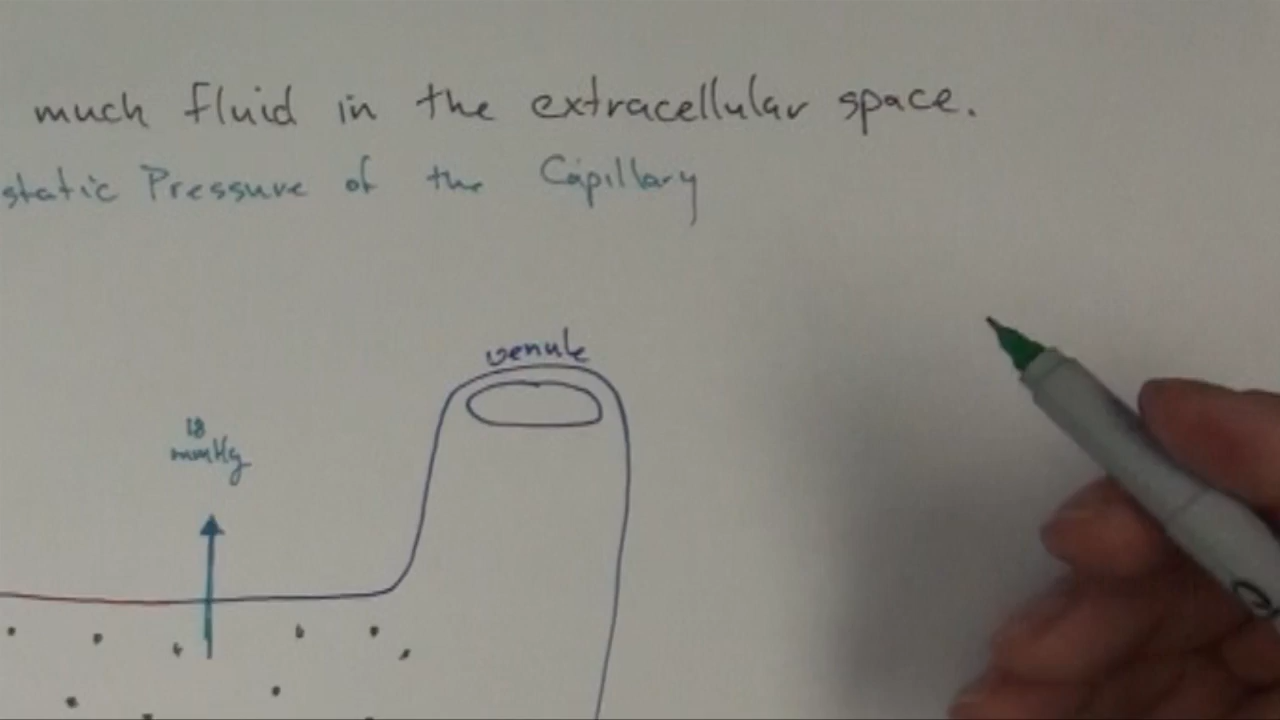 much fluid in the extracellular space.
static Pressure of the Capillary
venule
18
mmHg